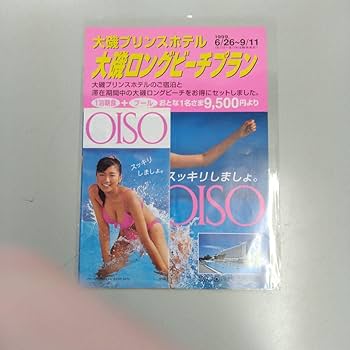 大磯プリンスホテル
1999
6/26~9/11
大磯ロングビーチプラン
大磯プリンスホテルのご宿泊と
滞在期間中の大磯ロングビーチをお得にセットしました。
1泊朝食+プール おとな1名さま9,500円より
OISO
スッキリ
しましょ。
スッキリしましょ。
OISO